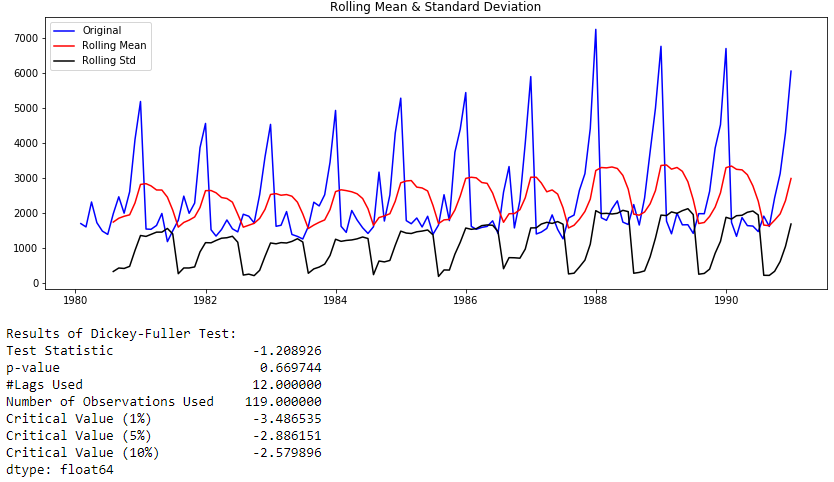 Rolling Mean & Standard Deviation
Original
Rolling Mean
Rolling Std
7000
6000
5000
4000
3000
2000
1000
0
1980 1982 1984 1986 1988 1990
Results of Dickey-Fuller Test:
Test Statistic -1.208926
p-value 0.669744
#Lags Used 12.000000
Number of Observations Used 119.000000
Critical Value (1%) -3.486535
Critical Value (5%) -2.886151
Critical Value (10%) -2.579896
dtype: float64